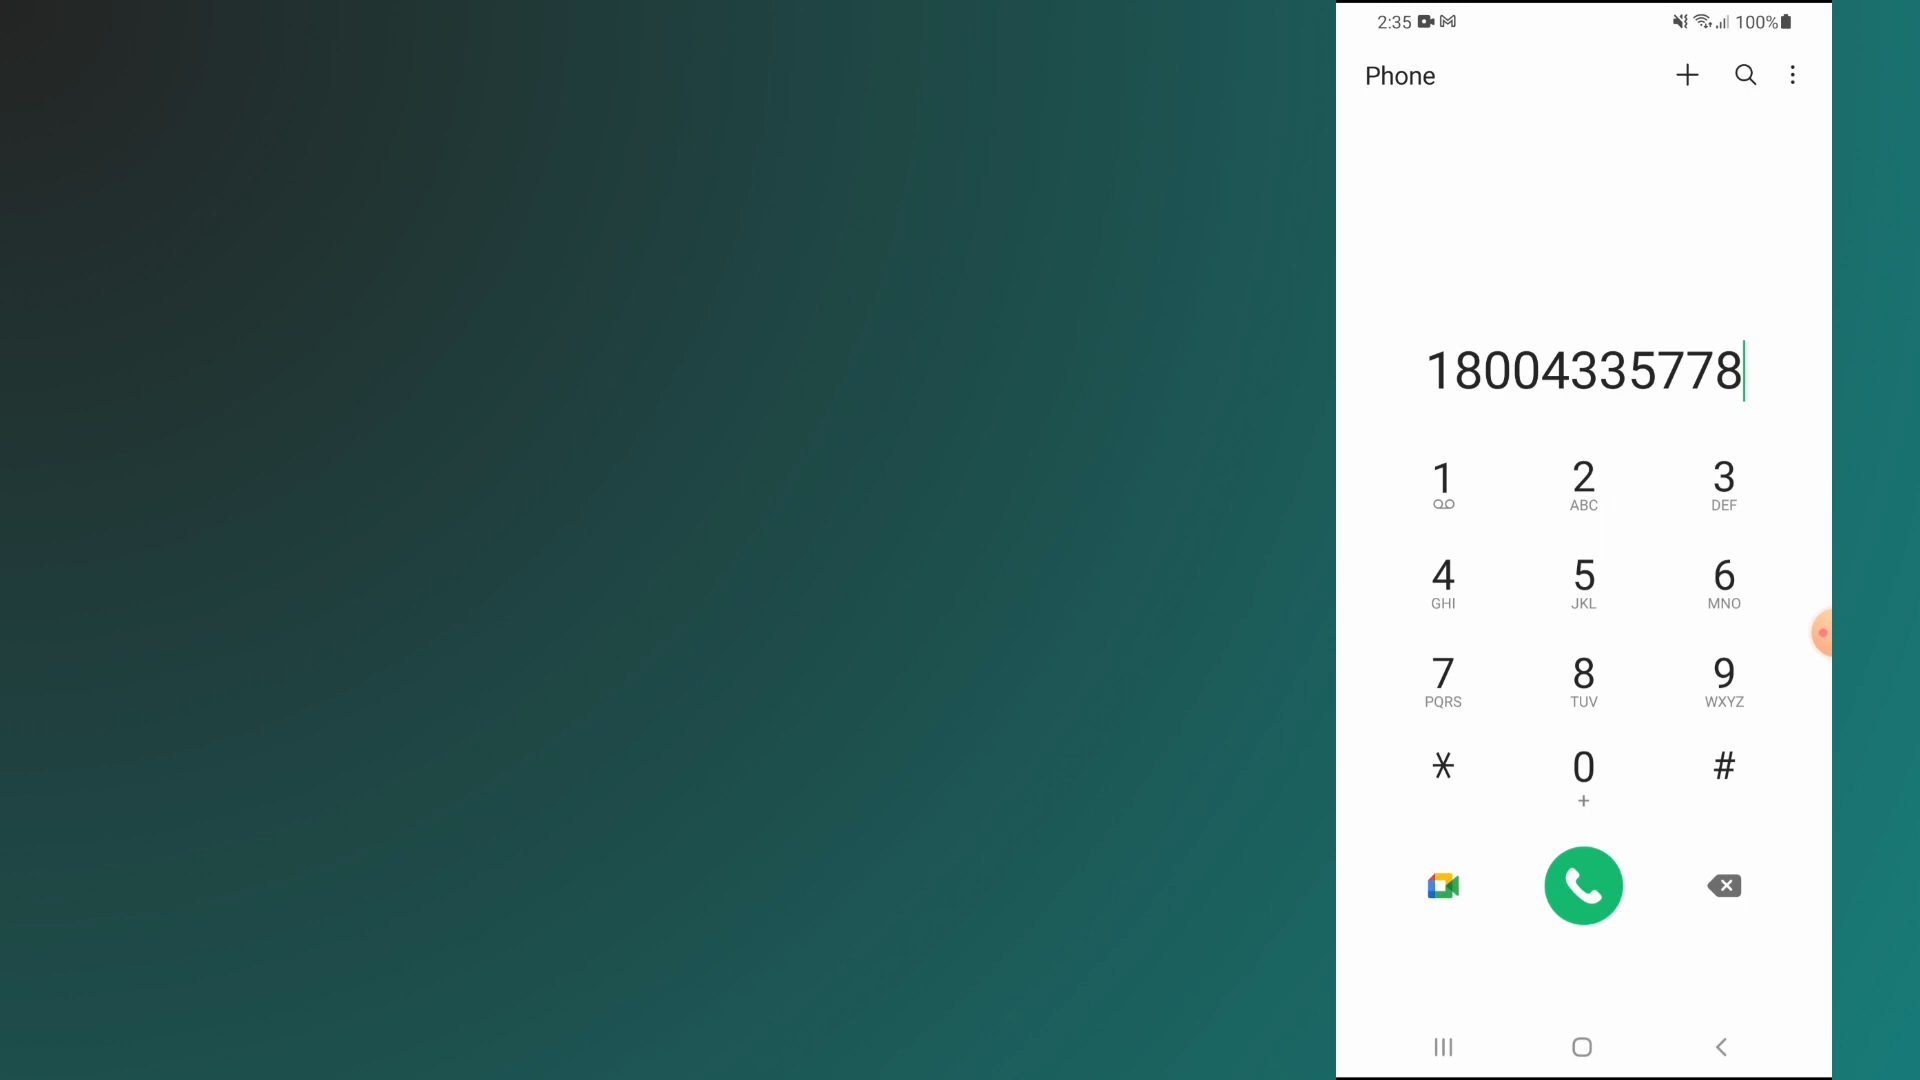 2:35 100%
Phone
18004335778
1 2 3
ABC DEF
4 5 6
GHI JKL MNO
7 8 9
PQRS TUV WXYZ
* 0 #
+